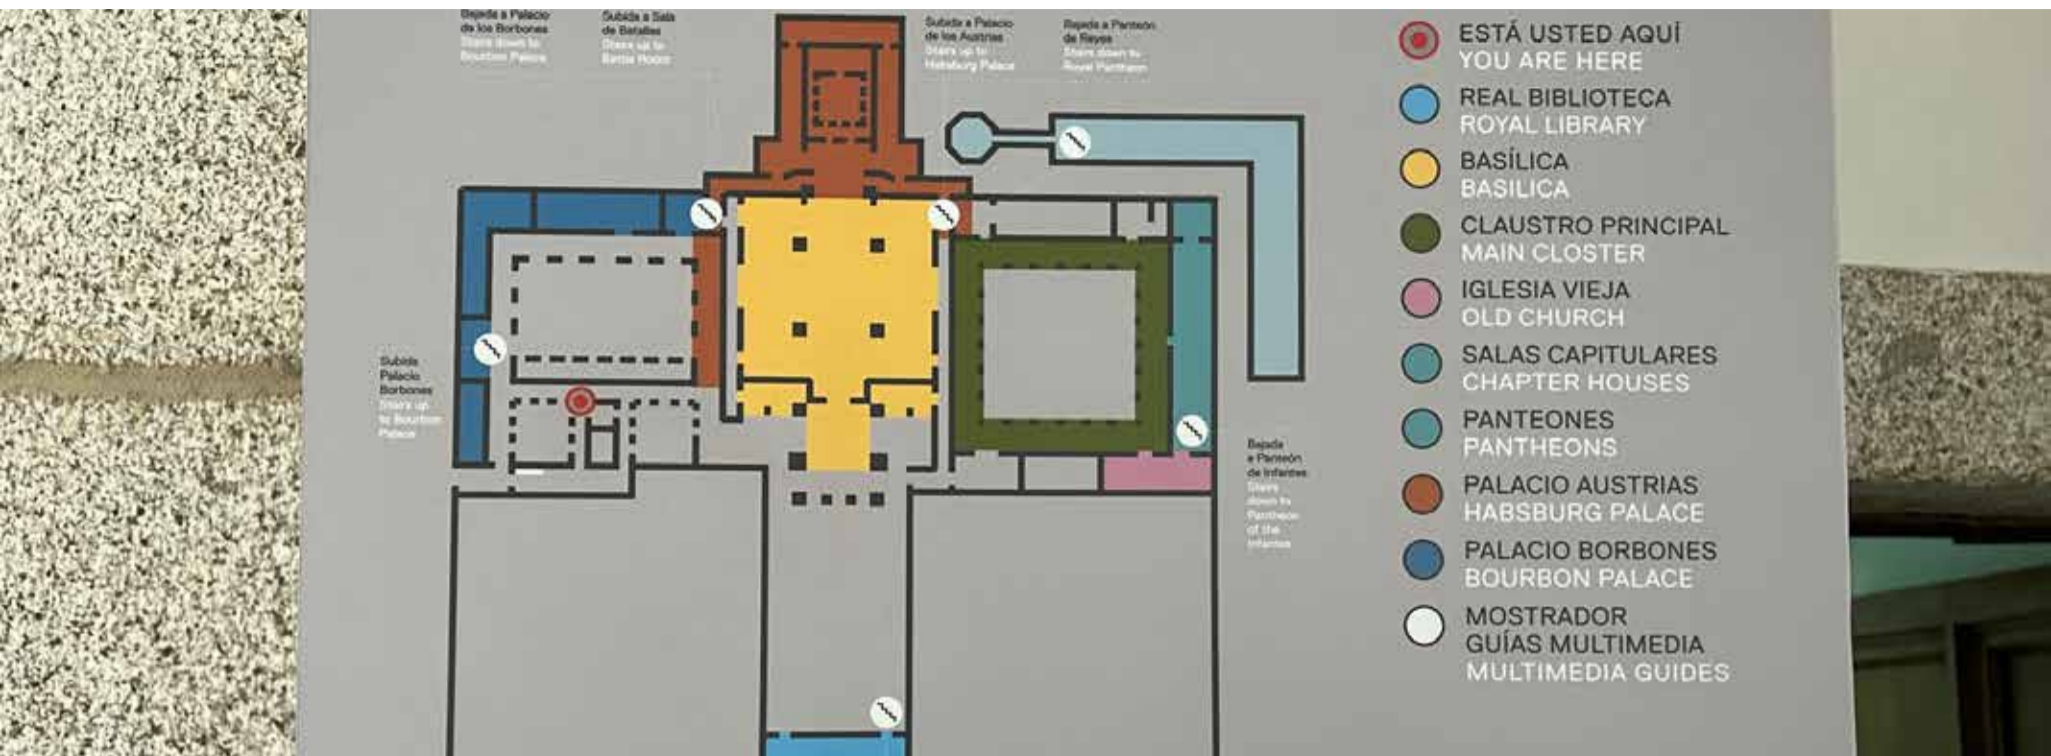 Bajada a Palacio
de los Borbones
Stairs down to
Bourbon Palace
Subida a Sala
de Batallas
Stairs up to
Battle Room
Subida a Palacio
de los Austrias
Stairs up to
Habsburg Palace
Bajada a Panteón
de Reyes
Stairs down to
Royal Pantheon
Subida
Palacio
Borbones
Stairs up
to Bourbon
Palace
Bajada
a Panteón
de Infantes
Stairs
down to
Pantheon
of the
Infantes
ESTÁ USTED AQUÍ
YOU ARE HERE
REAL BIBLIOTECA
ROYAL LIBRARY
BASÍLICA
BASILICA
CLAUSTRO PRINCIPAL
MAIN CLOSTER
IGLESIA VIEJA
OLD CHURCH
SALAS CAPITULARES
CHAPTER HOUSES
PANTEONES
PANTHEONS
PALACIO AUSTRIAS
HABSBURG PALACE
PALACIO BORBONES
BOURBON PALACE
MOSTRADOR
GUÍAS MULTIMEDIA
MULTIMEDIA GUIDES